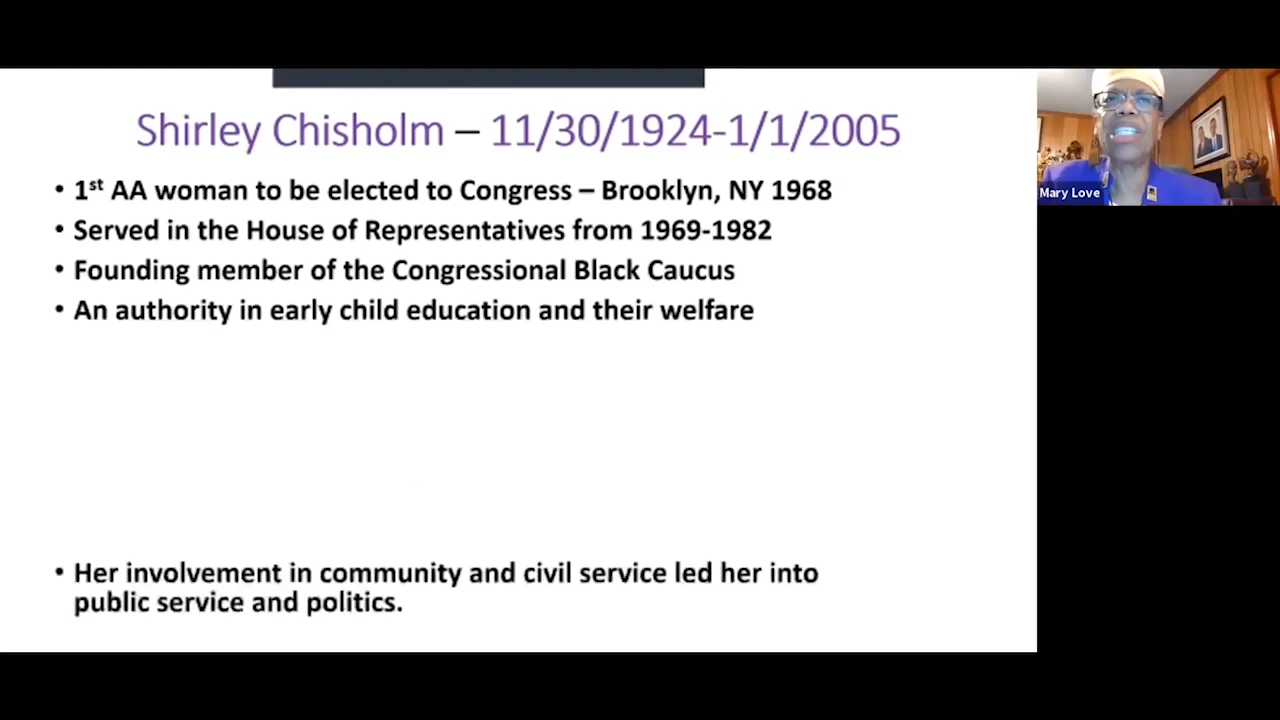 Shirley Chisholm – 11/30/1924-1/1/2005
• 1st AA woman to be elected to Congress – Brooklyn, NY 1968
• Served in the House of Representatives from 1969-1982
• Founding member of the Congressional Black Caucus
• An authority in early child education and their welfare
• Her involvement in community and civil service led her into
public service and politics.
Mary Love